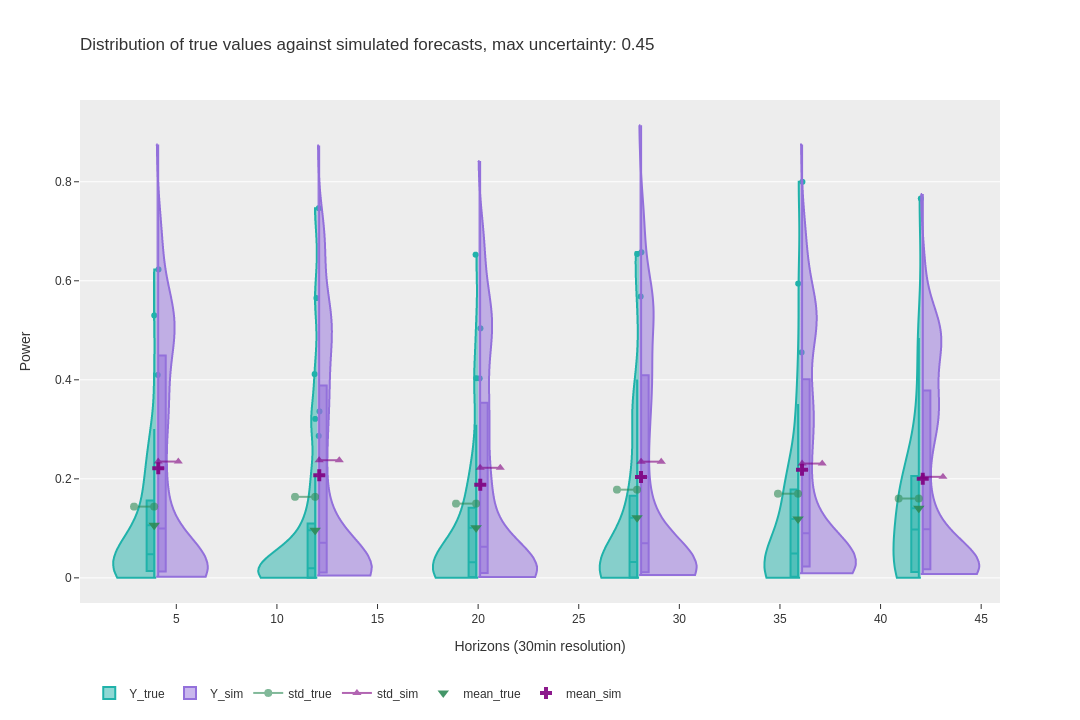 Distribution of true values against simulated forecasts, max uncertainty: 0.45
0.8
0.6
0.4
0.2
0
Power
5 10 15 20 25 30 35 40 45
Horizons (30min resolution)
Y_true Y_sim std_true std_sim mean_true mean_sim